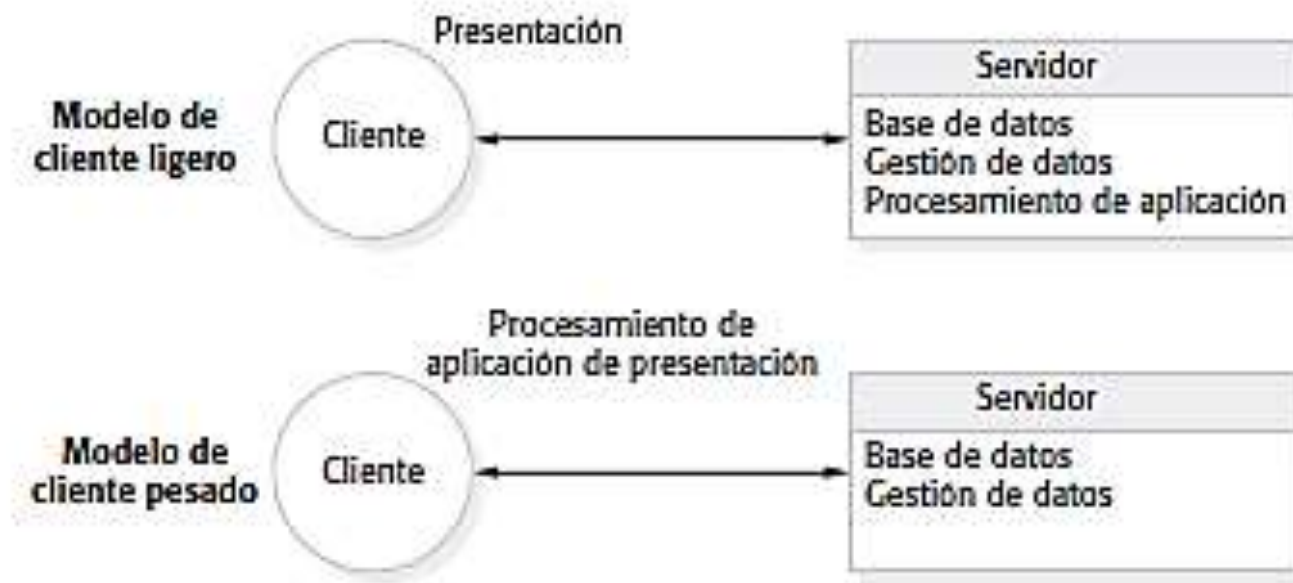 Presentación
Modelo de
cliente ligero
Cliente
Servidor
Base de datos
Gestión de datos
Procesamiento de aplicación
Procesamiento de
aplicación de presentación
Modelo de
cliente pesado
Cliente
Servidor
Base de datos
Gestión de datos